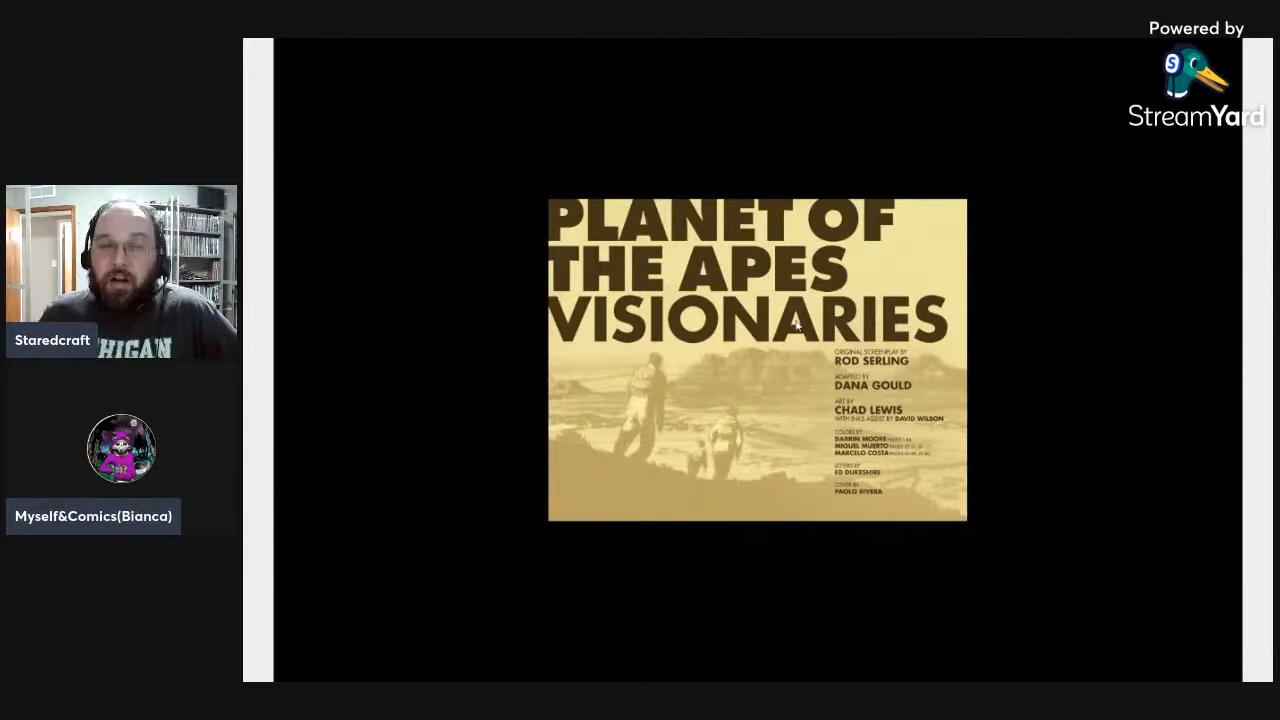 Powered by
StreamYard
PLANET OF
THE APES
VISIONARIES
ORIGINAL SCREENPLAY BY
ROD SERLING
ADAPTED BY
DANA GOULD
ART BY
CHAD LEWIS
WITH INKS ASSIST BY DAVID WILSON
COLORS BY
DARRIN MOORE
MIQUEL MUERTO
MARCELO COSTA
LETTERS BY
ED DUKESHIRE
COVER BY
PAOLO RIVERA
HIGAN
Staredcraft
Myself&Comics(Bianca)